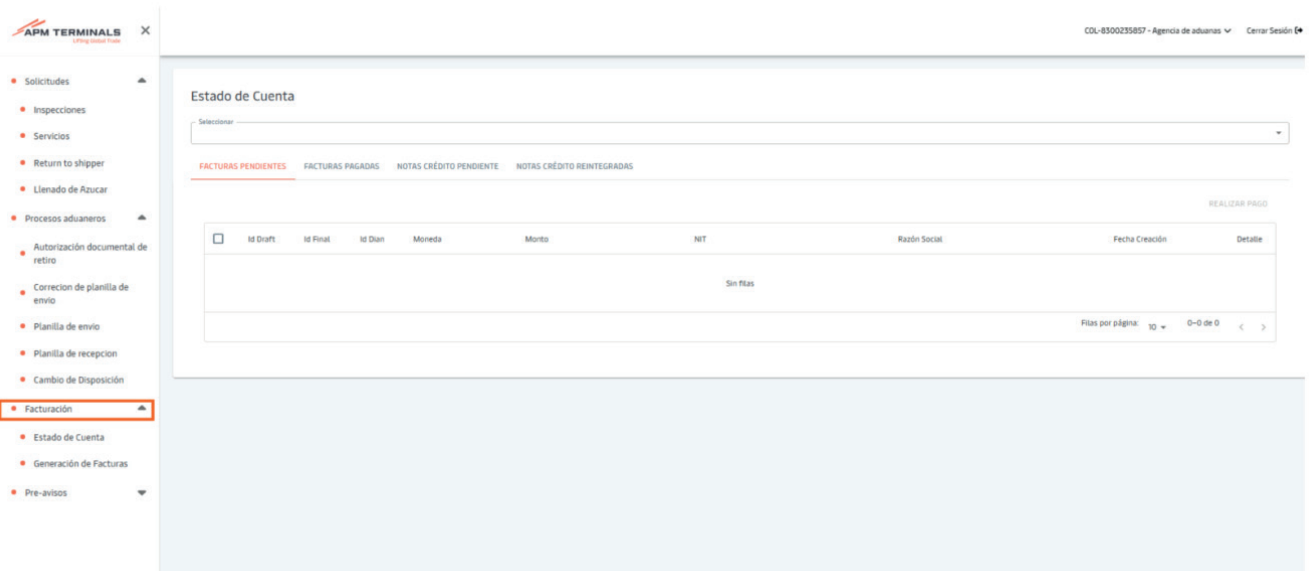 APM TERMINALS
Lifting Global Trade
COL-8300235857 - Agencia de aduanas
Cerrar Sesión
Solicitudes
Inspecciones
Servicios
Return to shipper
Llenado de Azucar
Procesos aduaneros
Autorización documental de
retiro
Correcion de planilla de
envio
Planilla de envio
Planilla de recepcion
Cambio de Disposición
Facturación
Estado de Cuenta
Generación de Facturas
Pre-avisos
Estado de Cuenta
Seleccionar
FACTURAS PENDIENTES FACTURAS PAGADAS NOTAS CRÉDITO PENDIENTE NOTAS CRÉDITO REINTEGRADAS
REALIZAR PAGO
Id Draft Id Final Id Dian Moneda Monto NIT Razón Social Fecha Creación Detalle
Sin filas
Filas por página: 10 0–0 de 0